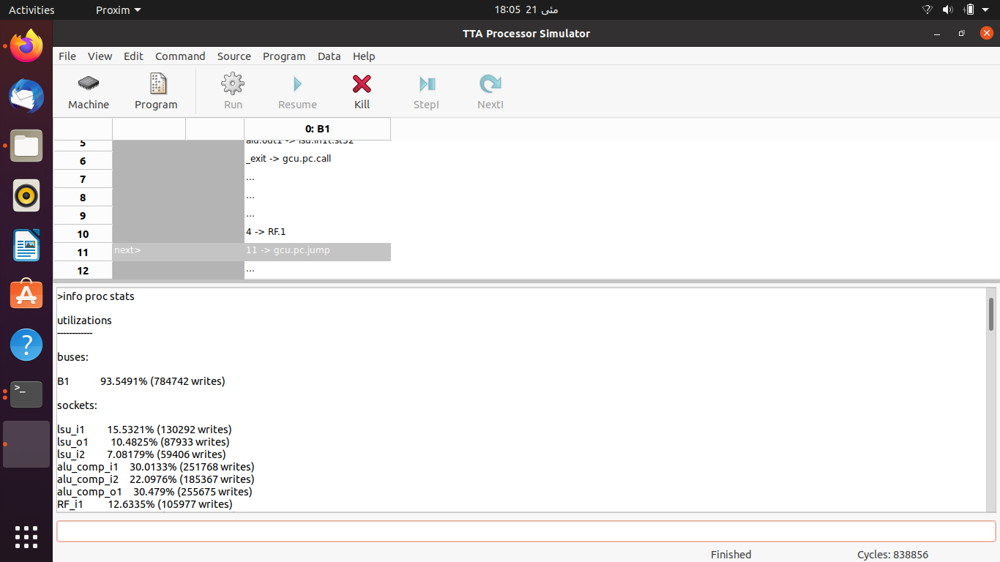 Activities Proxim 18:05 21 مئی
TTA Processor Simulator
File View Edit Command Source Program Data Help
Machine Program Run Resume Kill StepI NextI
0: B1
5 alu.out1 -> lsu.in1t.st32
6 _exit -> gcu.pc.call
7 ...
8 ...
9 ...
10 4 -> RF.1
11 next> 11 -> gcu.pc.jump
12 ...
>info proc stats
utilizations
------------
buses:
B1 93.5491% (784742 writes)
sockets:
lsu_i1 15.5321% (130292 writes)
lsu_o1 10.4825% (87933 writes)
lsu_i2 7.08179% (59406 writes)
alu_comp_i1 30.0133% (251768 writes)
alu_comp_i2 22.0976% (185367 writes)
alu_comp_o1 30.479% (255675 writes)
RF_i1 12.6335% (105977 writes)
Finished Cycles: 838856